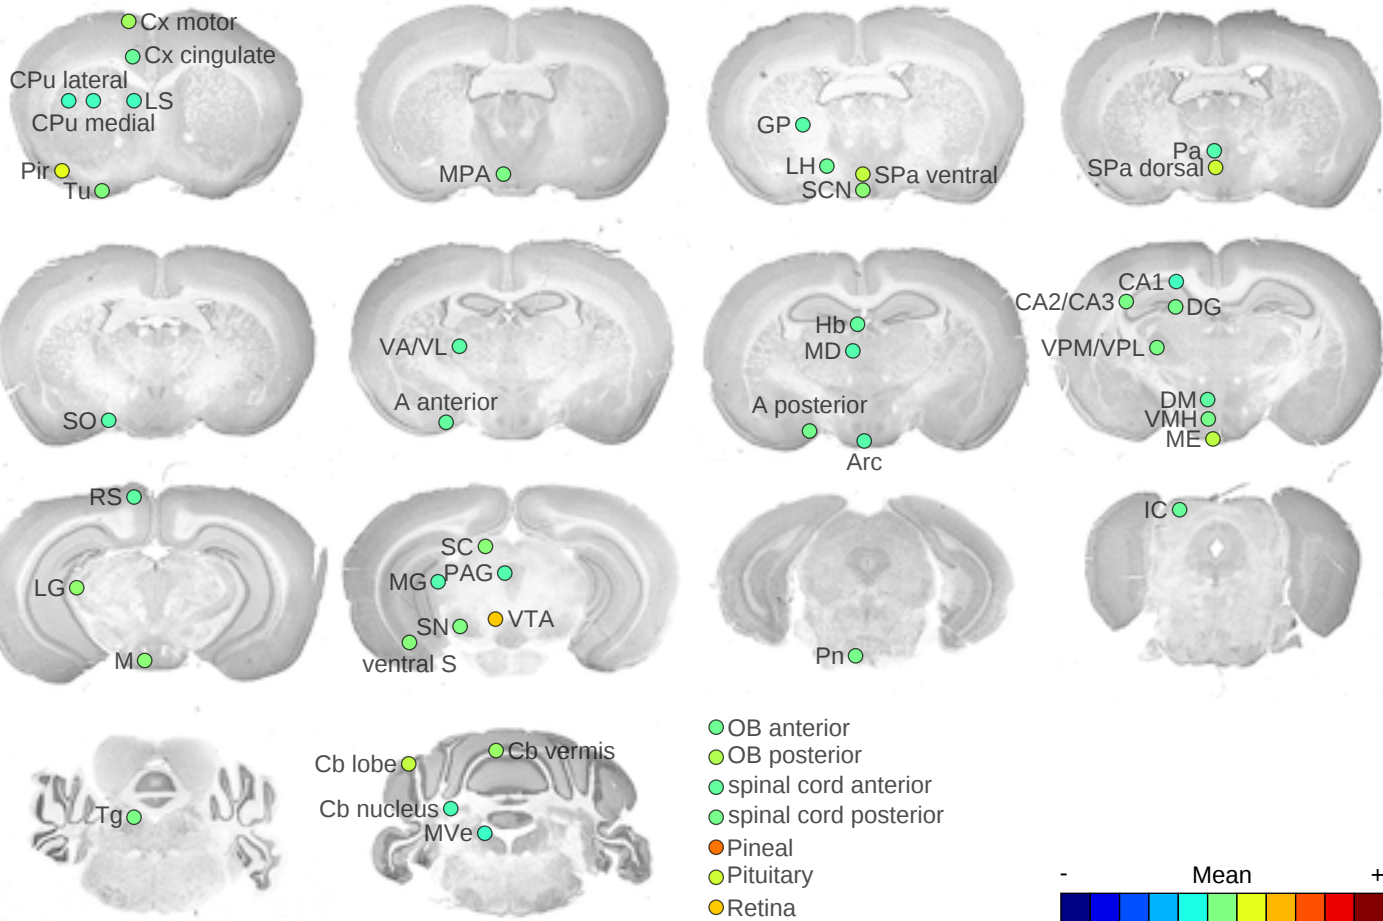 Cx motor
Cx cingulate
CPu lateral
LS
CPu medial
Pir
Tu
MPA
GP
LH
SPa ventral
SCN
Pa
SPa dorsal
SO
VA/VL
A anterior
Hb
MD
A posterior
Arc
CA1
CA2/CA3
DG
VPM/VPL
DM
VMH
ME
RS
LG
M
SC
MG
PAG
SN
VTA
ventral S
Pn
IC
Tg
Cb lobe
Cb vermis
Cb nucleus
MVe
OB anterior
OB posterior
spinal cord anterior
spinal cord posterior
Pineal
Pituitary
Retina
- Mean +